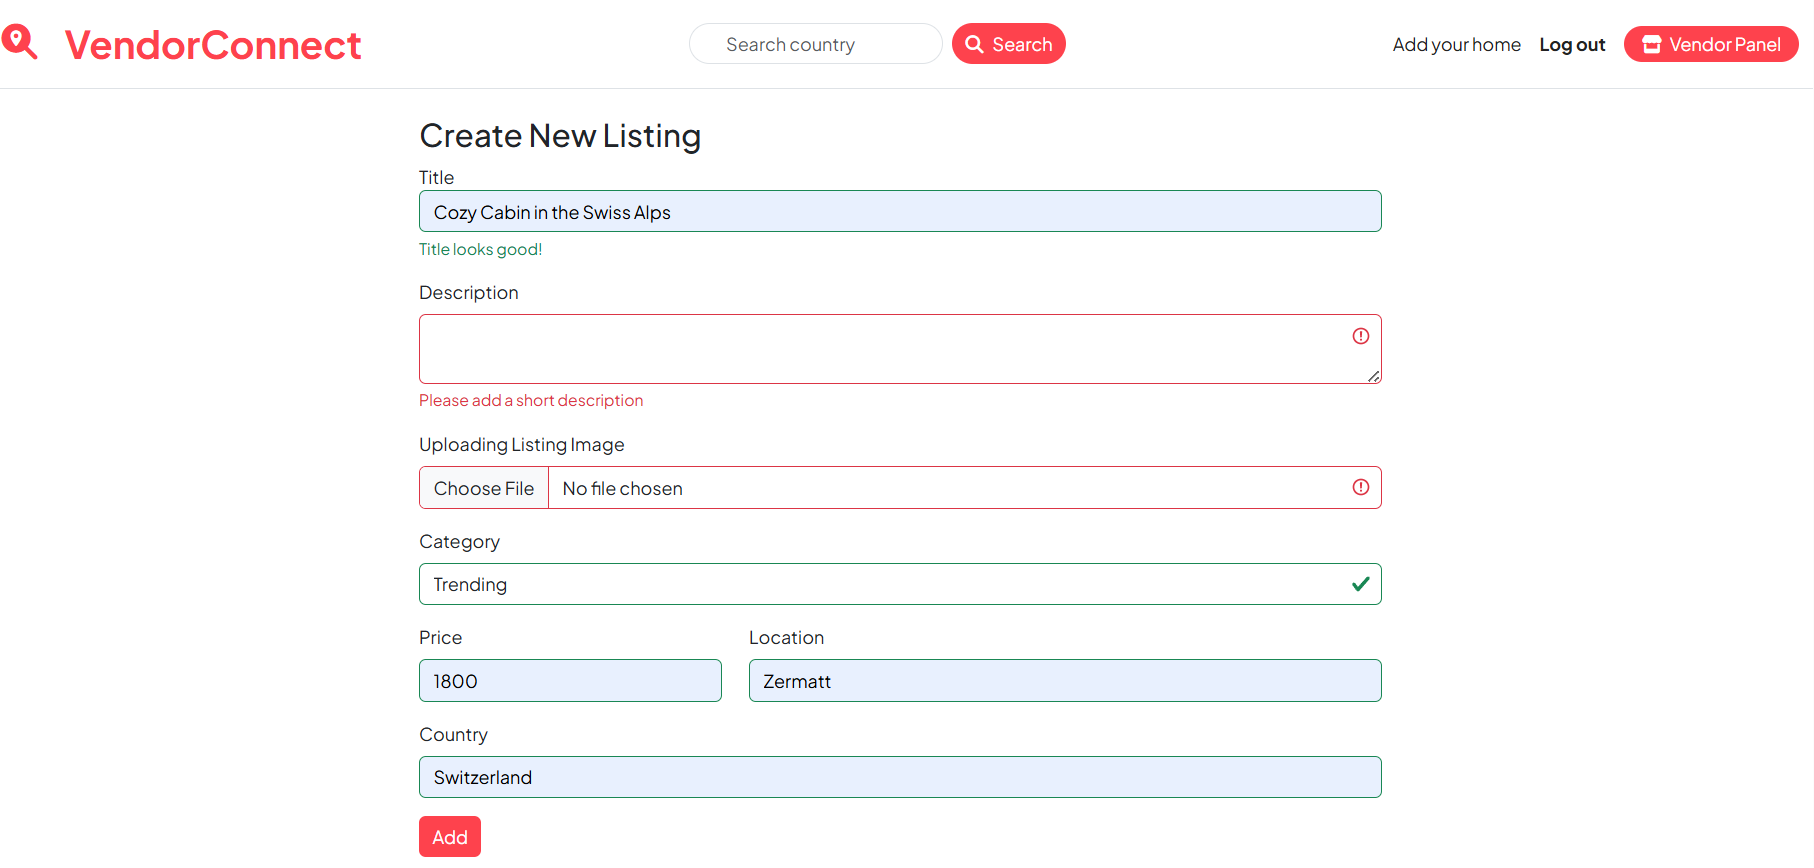 VendorConnect
Search country
Search
Add your home
Log out
Vendor Panel
Create New Listing
Title
Cozy Cabin in the Swiss Alps
Title looks good!
Description
Please add a short description
Uploading Listing Image
Choose File No file chosen
Category
Trending
Price
Location
1800
Zermatt
Country
Switzerland
Add